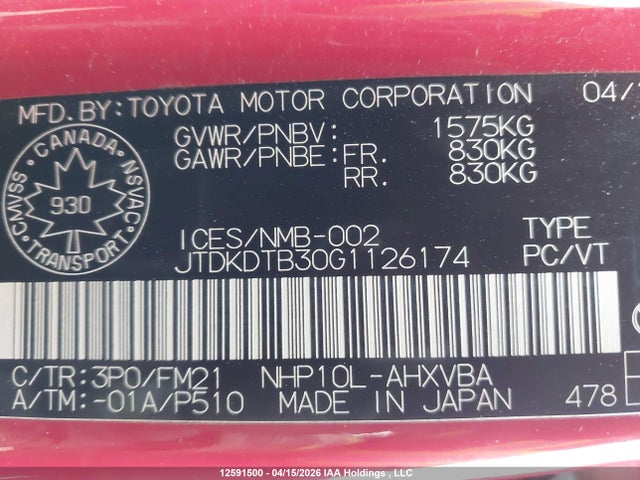 MFD.BY:TOYOTA MOTOR CORPORATION 04/
GVWR/PNBV: 1575KG
GAWR/PNBE:FR. 830KG
RR. 830KG
CANADA
CMVSS NSVAC
930
TRANSPORT
ICES/NMB-002 TYPE
JTDKDTB30G1126174 PC/VT
C/TR:3P0/FM21 NHP10L-AHXVBA
A/TM:-01A/P510 MADE IN JAPAN 478
12591500 - 04/15/2026 IAA Holdings , LLC